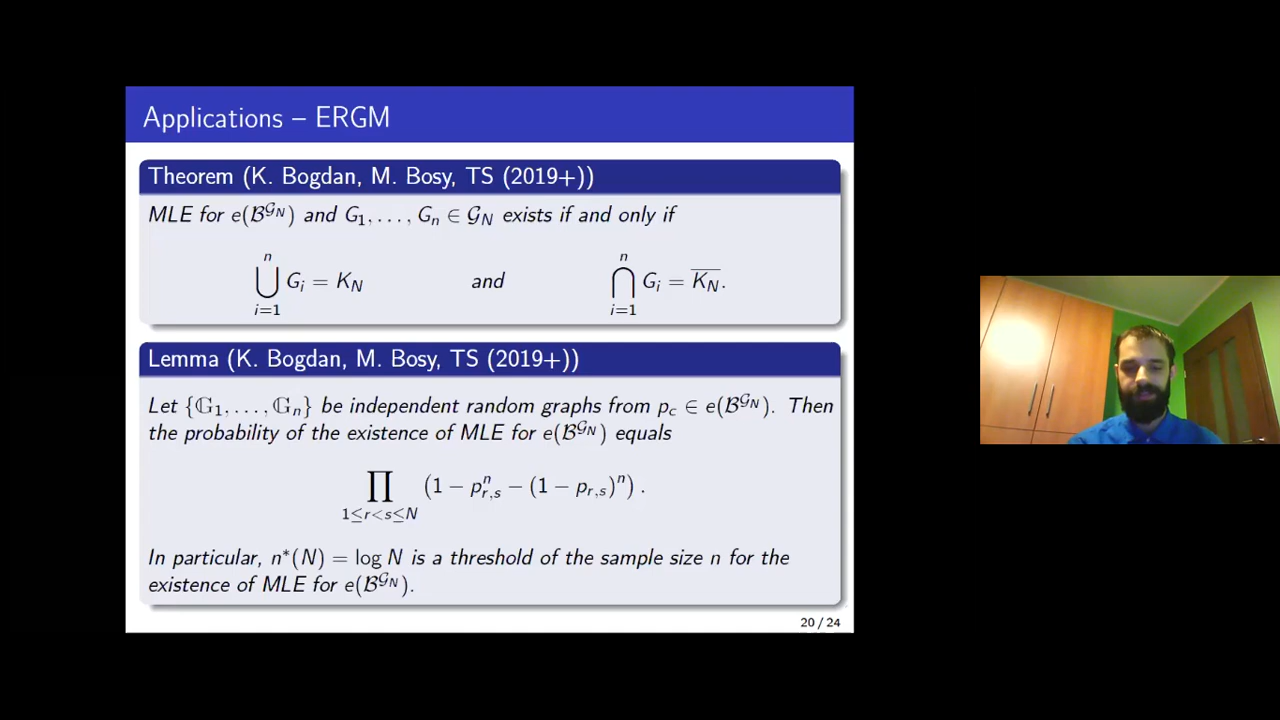 Applications – ERGM
Theorem (K. Bogdan, M. Bosy, TS (2019+))
MLE for e(ℬ^{𝒢_N}) and G_1, . . . , G_n ∈ 𝒢_N exists if and only if
⋃_{i=1}^{n} G_i = K_N and ⋂_{i=1}^{n} G_i = \overline{K_N}.
Lemma (K. Bogdan, M. Bosy, TS (2019+))
Let {𝔾_1, . . . , 𝔾_n} be independent random graphs from p_c ∈ e(ℬ^{𝒢_N}). Then
the probability of the existence of MLE for e(ℬ^{𝒢_N}) equals
∏_{1≤r<s≤N} (1 − p_{r,s}^n − (1 − p_{r,s})^n) .
In particular, n*(N) = log N is a threshold of the sample size n for the
existence of MLE for e(ℬ^{𝒢_N}).
20 / 24